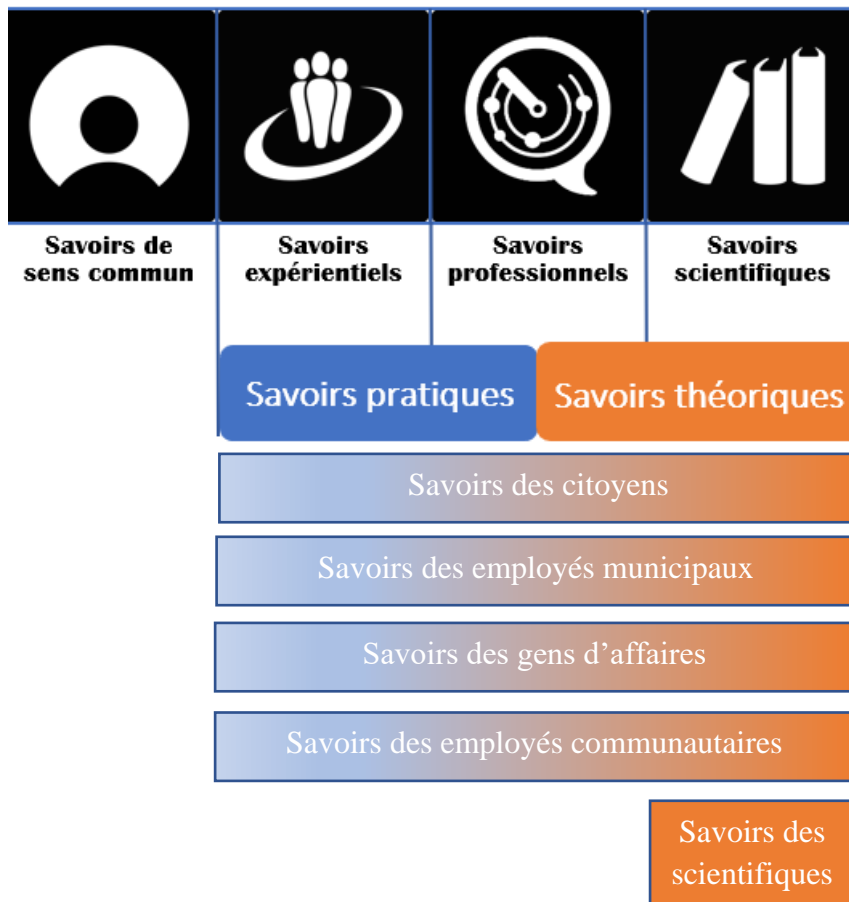 Savoirs de
sens commun
Savoirs
expérientiels
Savoirs
professionnels
Savoirs
scientifiques
Savoirs pratiques
Savoirs théoriques
Savoirs des citoyens
Savoirs des employés municipaux
Savoirs des gens d’affaires
Savoirs des employés communautaires
Savoirs des
scientifiques